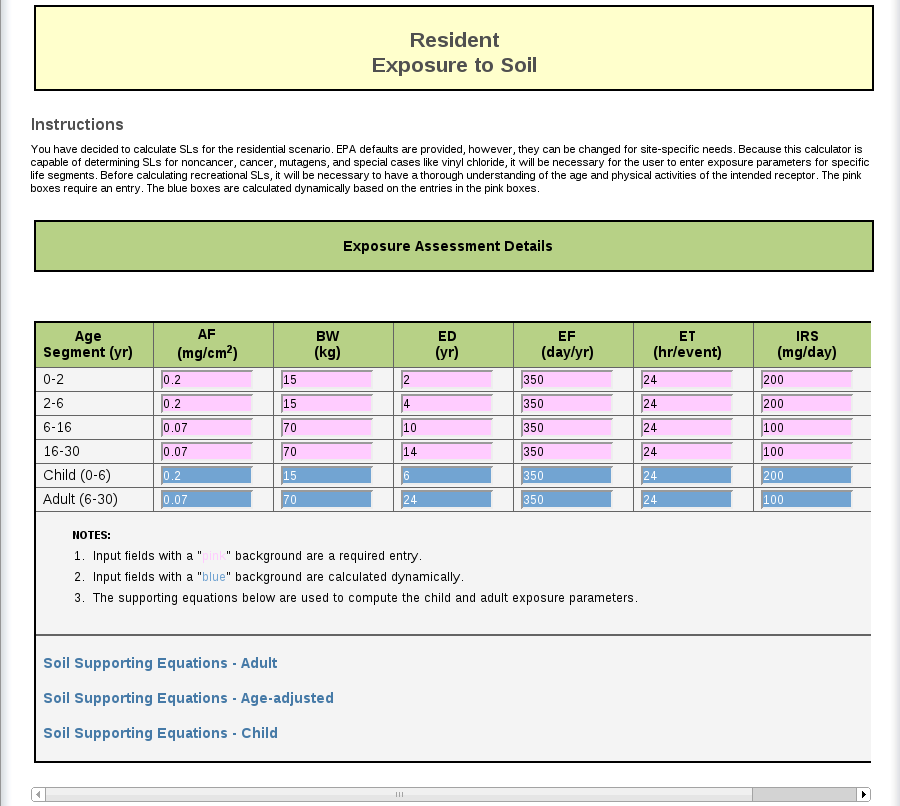 Resident
Exposure to Soil
Instructions
You have decided to calculate SLs for the residential scenario. EPA defaults are provided, however, they can be changed for site-specific needs. Because this calculator is
capable of determining SLs for noncancer, cancer, mutagens, and special cases like vinyl chloride, it will be necessary for the user to enter exposure parameters for specific
life segments. Before calculating recreational SLs, it will be necessary to have a thorough understanding of the age and physical activities of the intended receptor. The pink
boxes require an entry. The blue boxes are calculated dynamically based on the entries in the pink boxes.
Exposure Assessment Details
Age Segment (yr) AF (mg/cm²) BW (kg) ED (yr) EF (day/yr) ET (hr/event) IRS (mg/day)
0-2 0.2 15 2 350 24 200
2-6 0.2 15 4 350 24 200
6-16 0.07 70 10 350 24 100
16-30 0.07 70 14 350 24 100
Child (0-6) 0.2 15 6 350 24 200
Adult (6-30) 0.07 70 24 350 24 100
NOTES:
1. Input fields with a "pink" background are a required entry.
2. Input fields with a "blue" background are calculated dynamically.
3. The supporting equations below are used to compute the child and adult exposure parameters.
Soil Supporting Equations - Adult
Soil Supporting Equations - Age-adjusted
Soil Supporting Equations - Child